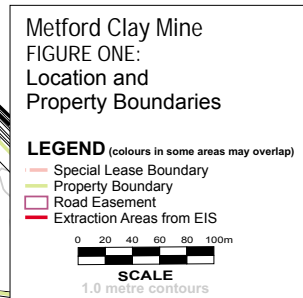 Metford Clay Mine
FIGURE ONE:
Location and
Property Boundaries
LEGEND (colours in some areas may overlap)
Special Lease Boundary
Property Boundary
Road Easement
Extraction Areas from EIS
0 20 40 60 80 100m
SCALE
1.0 metre contours